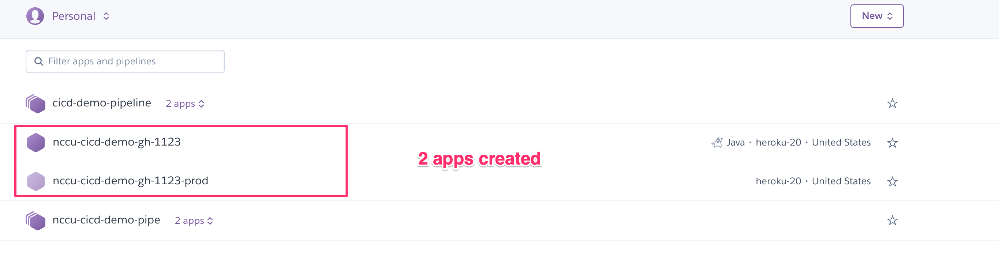 Personal
New
Filter apps and pipelines
cicd-demo-pipeline 2 apps
nccu-cicd-demo-gh-1123 Java • heroku-20 • United States
2 apps created
nccu-cicd-demo-gh-1123-prod heroku-20 • United States
nccu-cicd-demo-pipe 2 apps